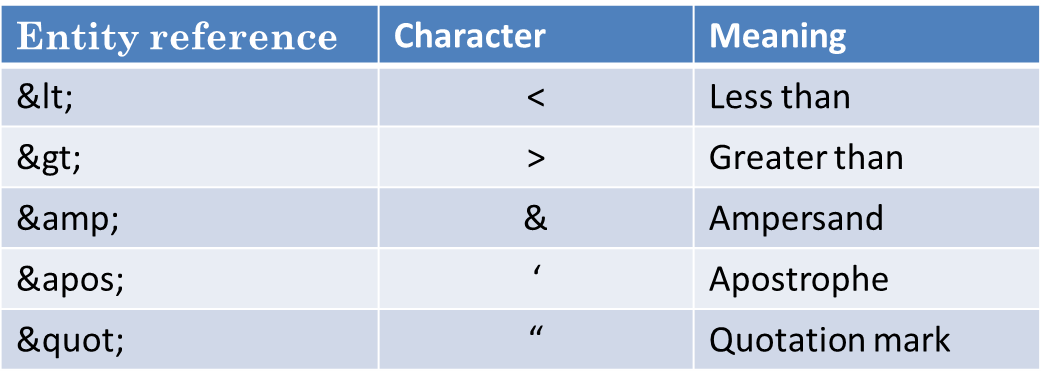 Entity reference Character Meaning
&lt; < Less than
&gt; > Greater than
&amp; & Ampersand
&apos; ‘ Apostrophe
&quot; “ Quotation mark